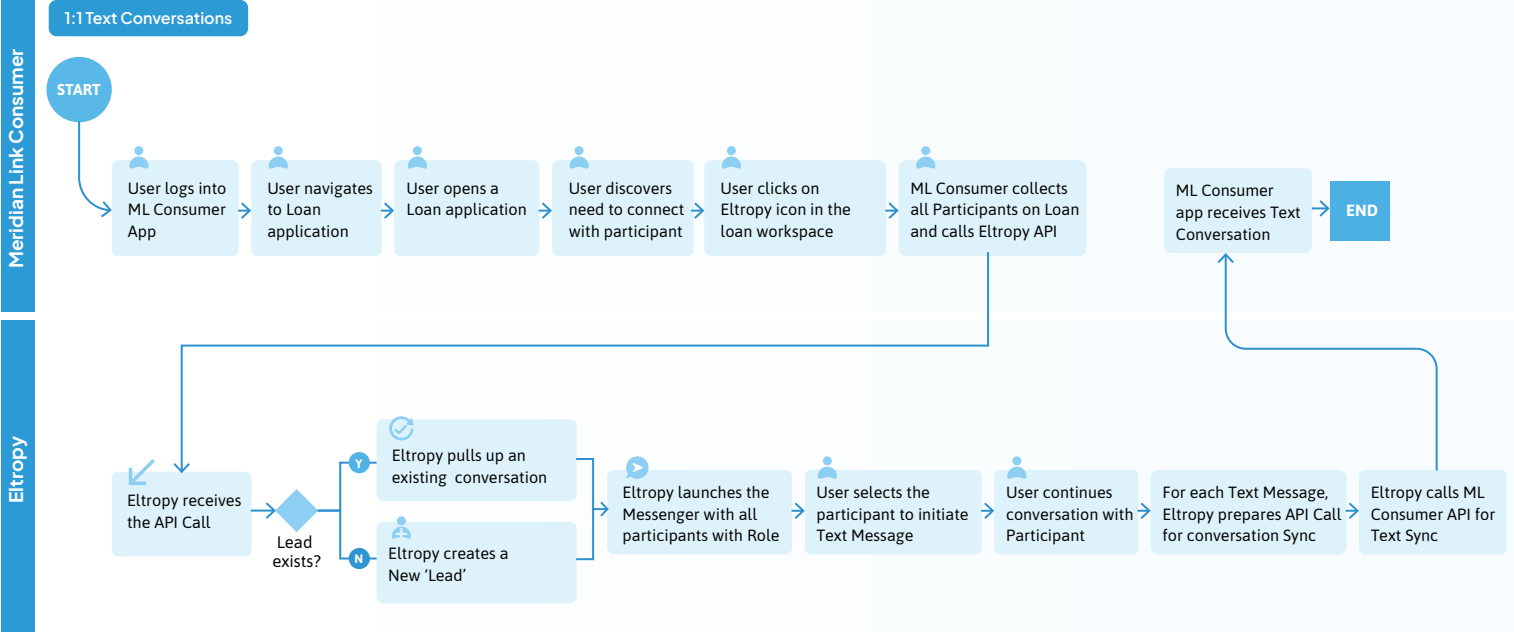 1:1 Text Conversations
Meridian Link Consumer
START
User logs into
ML Consumer
App
User navigates
to Loan
application
User opens a
Loan application
User discovers
need to connect
with participant
User clicks on
Eltropy icon in the
loan workspace
ML Consumer collects
all Participants on Loan
and calls Eltropy API
ML Consumer
app receives Text
Conversation
END
Eltropy
Eltropy receives
the API Call
Lead
exists?
Y
Eltropy pulls up an
existing conversation
N
Eltropy creates a
New ‘Lead’
Eltropy launches the
Messenger with all
participants with Role
User selects the
participant to initiate
Text Message
User continues
conversation with
Participant
For each Text Message,
Eltropy prepares API Call
for conversation Sync
Eltropy calls ML
Consumer API for
Text Sync